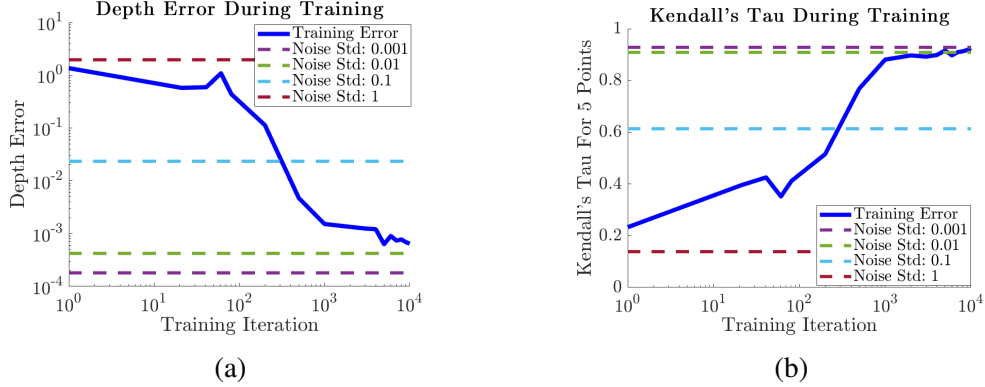 Depth Error During Training
10^1
10^0
10^-1
10^-2
10^-3
10^-4
Depth Error
Training Error
Noise Std: 0.001
Noise Std: 0.01
Noise Std: 0.1
Noise Std: 1
10^0
10^1
10^2
10^3
10^4
Training Iteration
(a)
Kendall's Tau During Training
1
0.8
0.6
0.4
0.2
0
Kendall's Tau For 5 Points
Training Error
Noise Std: 0.001
Noise Std: 0.01
Noise Std: 0.1
Noise Std: 1
10^0
10^1
10^2
10^3
10^4
Training Iteration
(b)